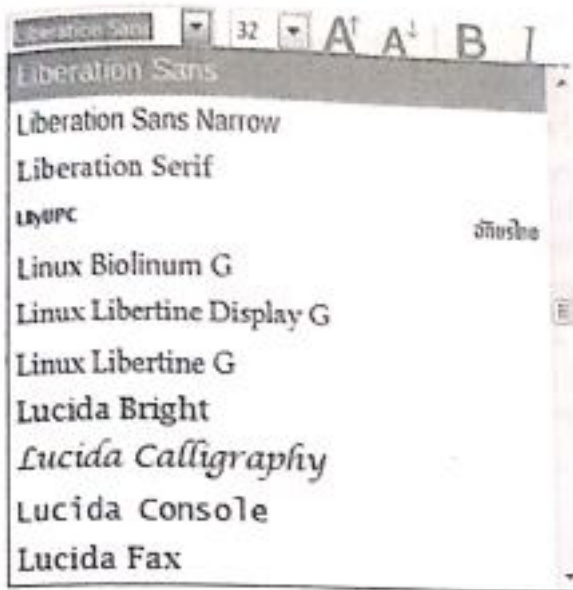 Liberation Sans 32 A A B I
Liberation Sans
Liberation Sans Narrow
Liberation Serif
LilyUPC อักษรไทย
Linux Biolinum G
Linux Libertine Display G
Linux Libertine G
Lucida Bright
Lucida Calligraphy
Lucida Console
Lucida Fax